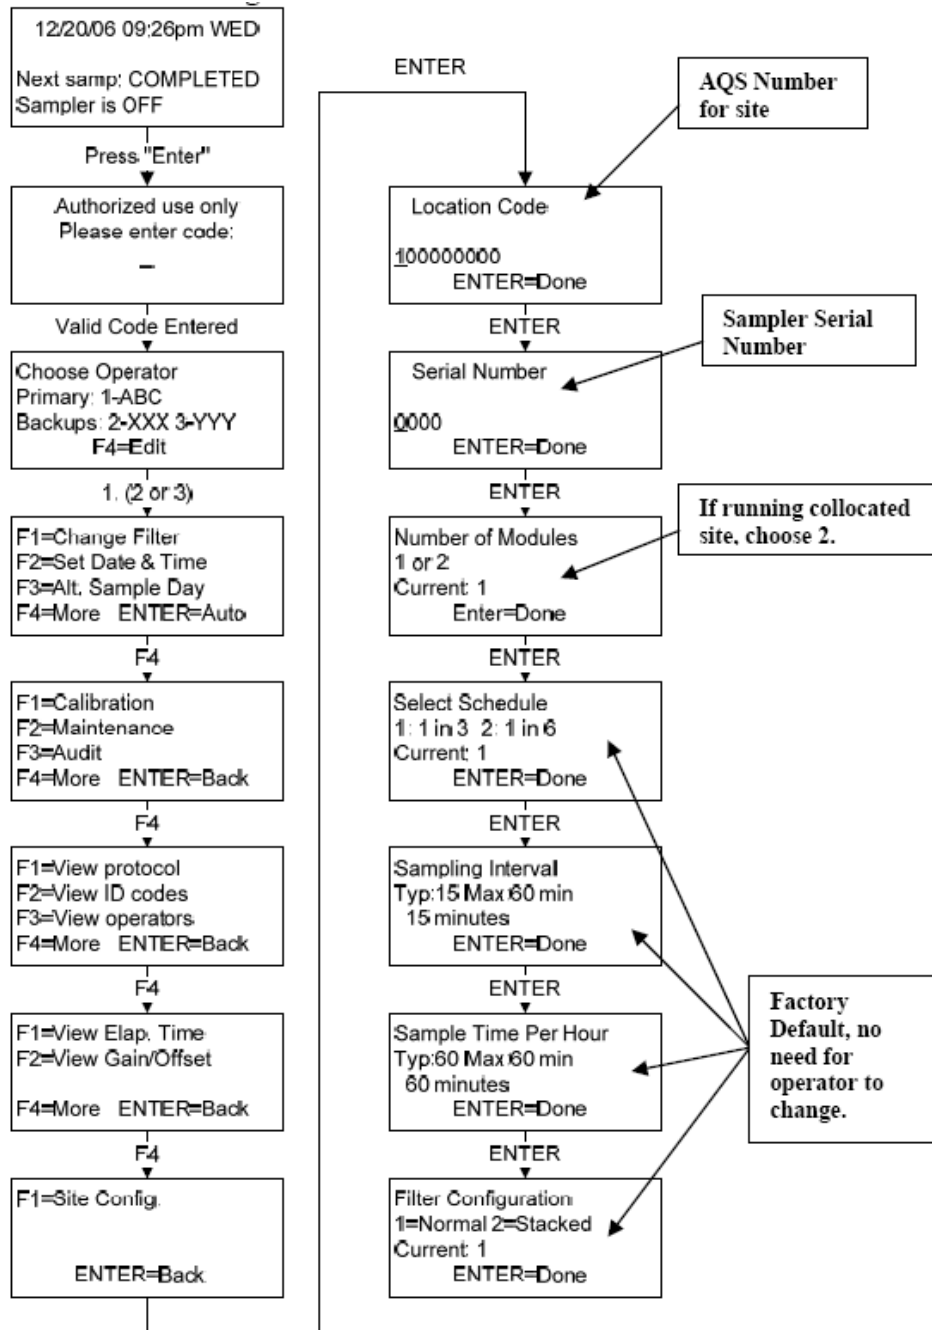 12/20/06 09:26pm WED
Next samp: COMPLETED
Sampler is OFF
Press "Enter"
Authorized use only
Please enter code:
_
Valid Code Entered
Choose Operator
Primary: 1-ABC
Backups: 2-XXX 3-YYY
F4=Edit
1. (2 or 3)
F1=Change Filter
F2=Set Date & Time
F3=Alt. Sample Day
F4=More ENTER=Auto
F4
F1=Calibration
F2=Maintenance
F3=Audit
F4=More ENTER=Back
F4
F1=View protocol
F2=View ID codes
F3=View operators
F4=More ENTER=Back
F4
F1=View Elap. Time
F2=View Gain/Offset
F4=More ENTER=Back
F4
F1=Site Config.
ENTER=Back
ENTER
Location Code
100000000
ENTER=Done
ENTER
Serial Number
0000
ENTER=Done
ENTER
Number of Modules
1 or 2
Current: 1
Enter=Done
ENTER
Select Schedule
1: 1 in 3 2: 1 in 6
Current: 1
ENTER=Done
ENTER
Sampling Interval
Typ:15 Max:60 min
15 minutes
ENTER=Done
ENTER
Sample Time Per Hour
Typ:60 Max:60 min
60 minutes
ENTER=Done
ENTER
Filter Configuration
1=Normal 2=Stacked
Current: 1
ENTER=Done
AQS Number
for site
Sampler Serial
Number
If running collocated
site, choose 2.
Factory
Default, no
need for
operator to
change.